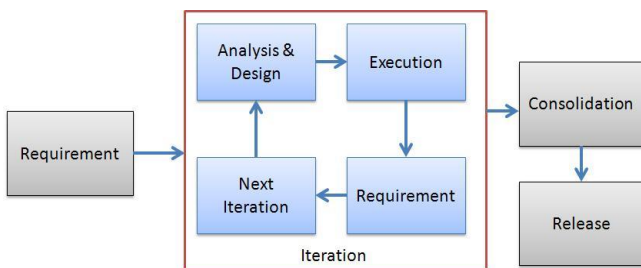 Requirement
Analysis &
Design
Execution
Requirement
Next
Iteration
Iteration
Consolidation
Release